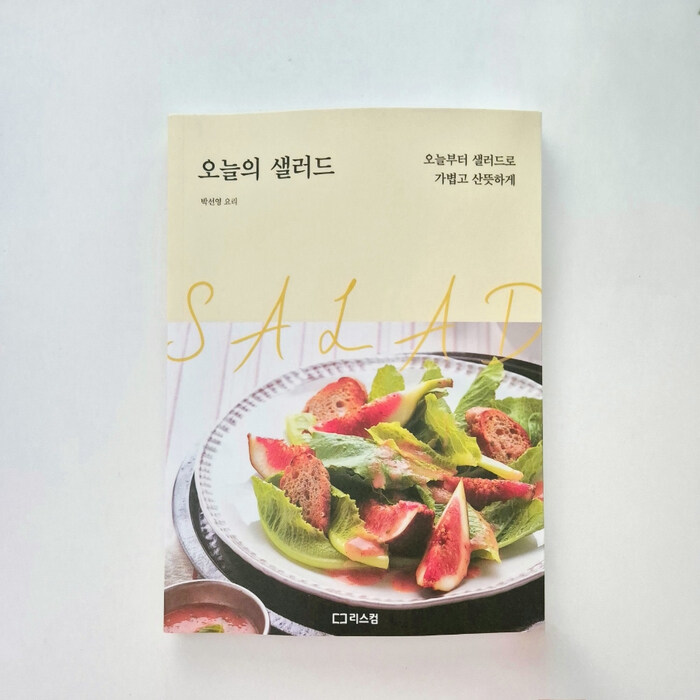 오늘의 샐러드
박선영 요리
오늘부터 샐러드로
가볍고 산뜻하게
SALAD
리스컴